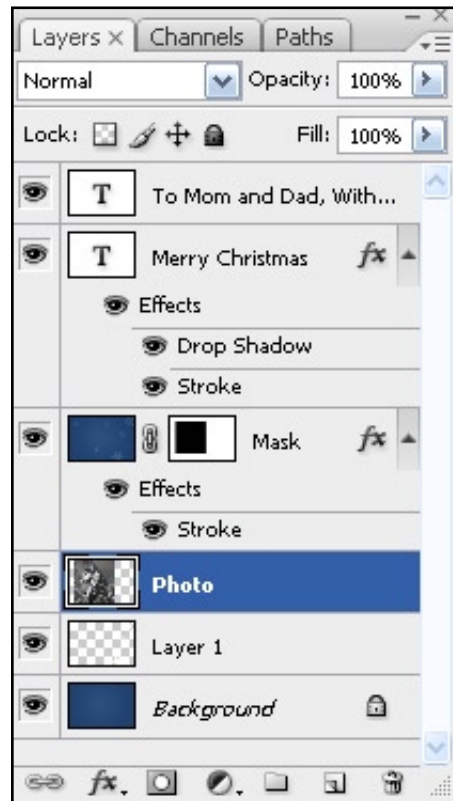 Layers × Channels Paths
Normal Opacity: 100%
Lock: Fill: 100%
T To Mom and Dad, With...
T Merry Christmas fx
Effects
Drop Shadow
Stroke
Mask fx
Effects
Stroke
Photo
Layer 1
Background
fx.